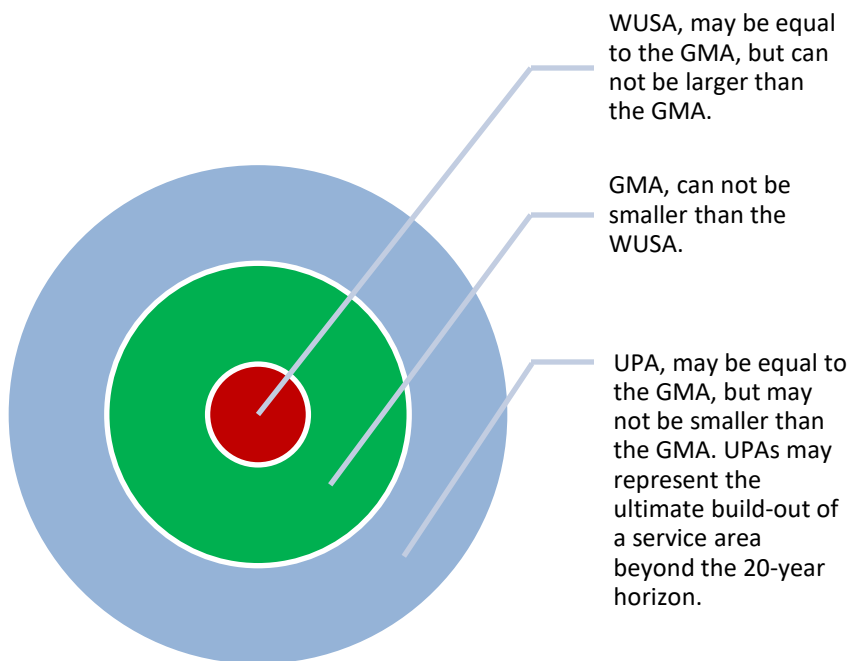 WUSA, may be equal
to the GMA, but can
not be larger than
the GMA.
GMA, can not be
smaller than the
WUSA.
UPA, may be equal to
the GMA, but may
not be smaller than
the GMA. UPAs may
represent the
ultimate build-out of
a service area
beyond the 20-year
horizon.